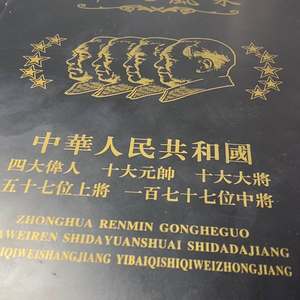 中華人民共和國
四大偉人 十大元帥 十大大將
五十七位上將 一百七十七位中將
ZHONGHUA RENMIN GONGHEGUO
AWEIREN SHIDAYUANSHUAI SHIDADAJIANG
IQIWEISHANGJIANG YIBAIQISHIQIWEIZHONGJIANG